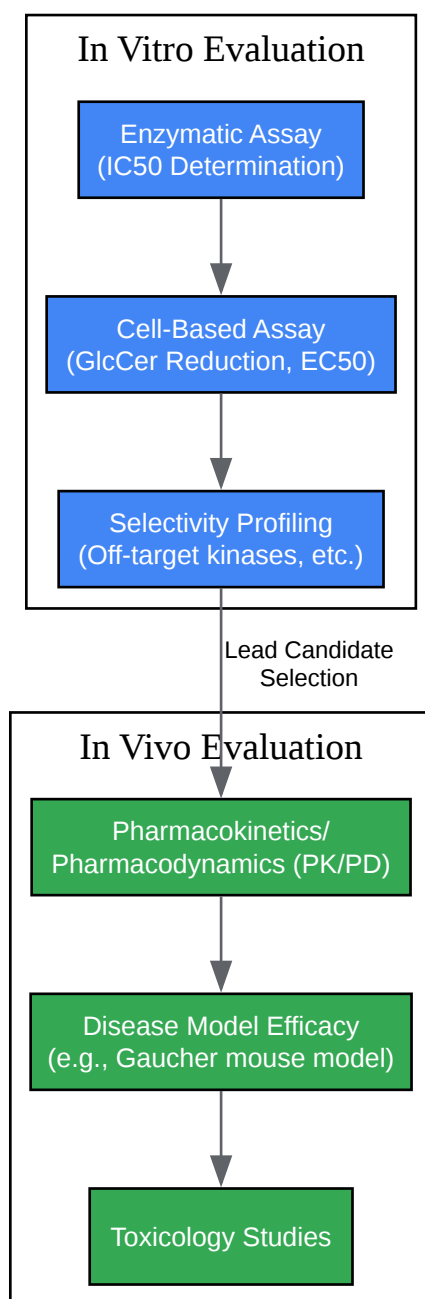 In Vitro Evaluation
Enzymatic Assay
(IC50 Determination)
Cell-Based Assay
(GlcCer Reduction, EC50)
Selectivity Profiling
(Off-target kinases, etc.)
Lead Candidate
Selection
In Vivo Evaluation
Pharmacokinetics/
Pharmacodynamics (PK/PD)
Disease Model Efficacy
(e.g., Gaucher mouse model)
Toxicology Studies